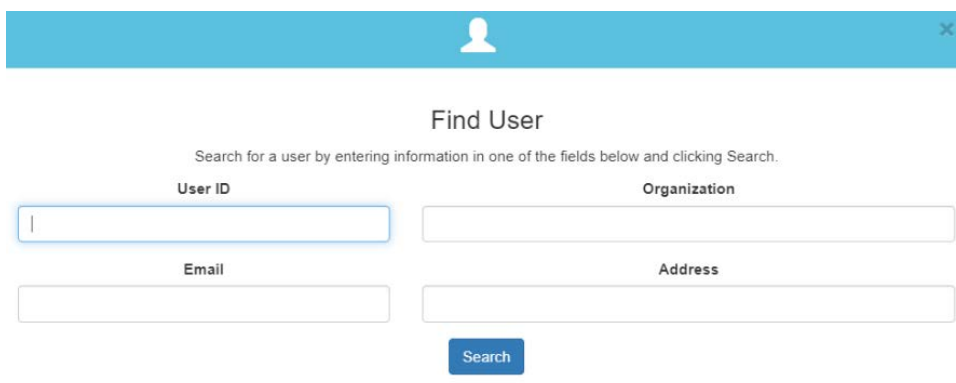 Find User
Search for a user by entering information in one of the fields below and clicking Search.
User ID
Organization
Email
Address
Search